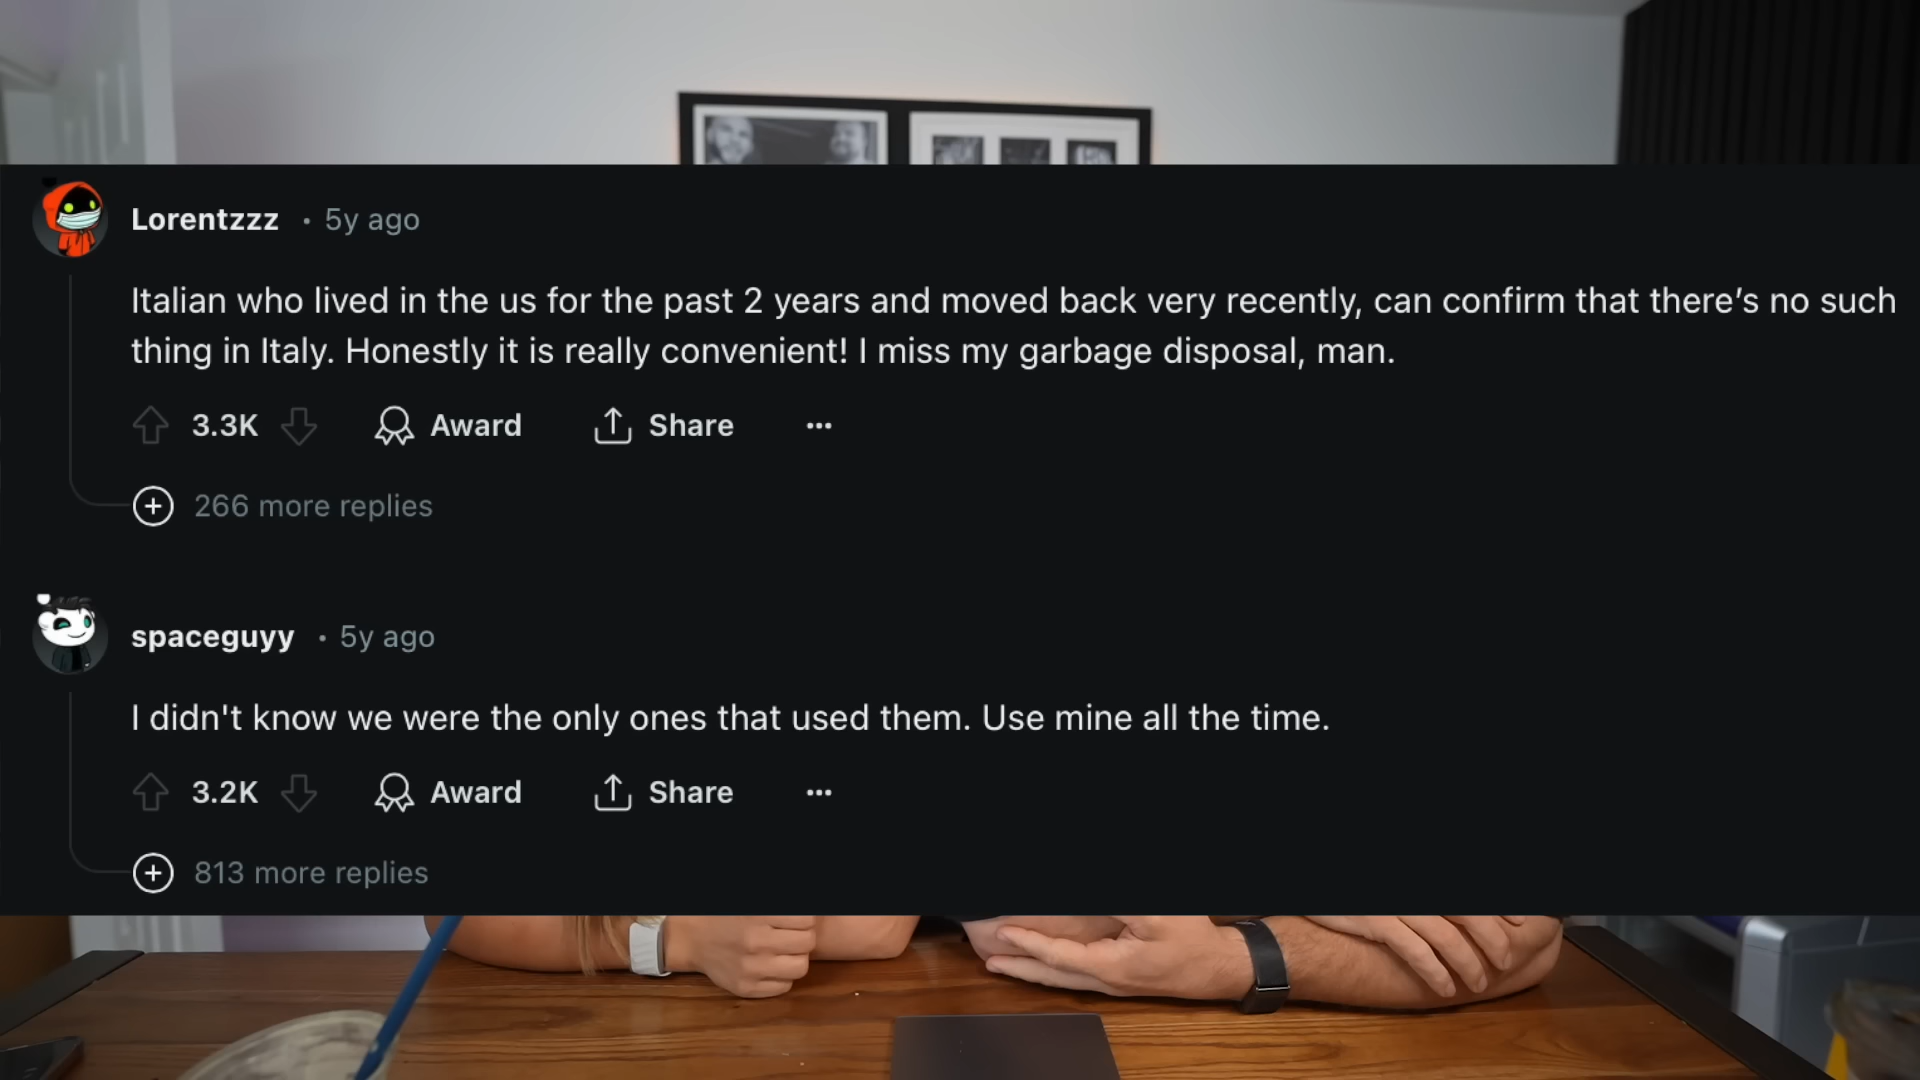 Lorentzzz • 5y ago
Italian who lived in the us for the past 2 years and moved back very recently, can confirm that there’s no such
thing in Italy. Honestly it is really convenient! I miss my garbage disposal, man.
3.3K Award Share ...
266 more replies
spaceguyy • 5y ago
I didn't know we were the only ones that used them. Use mine all the time.
3.2K Award Share ...
813 more replies